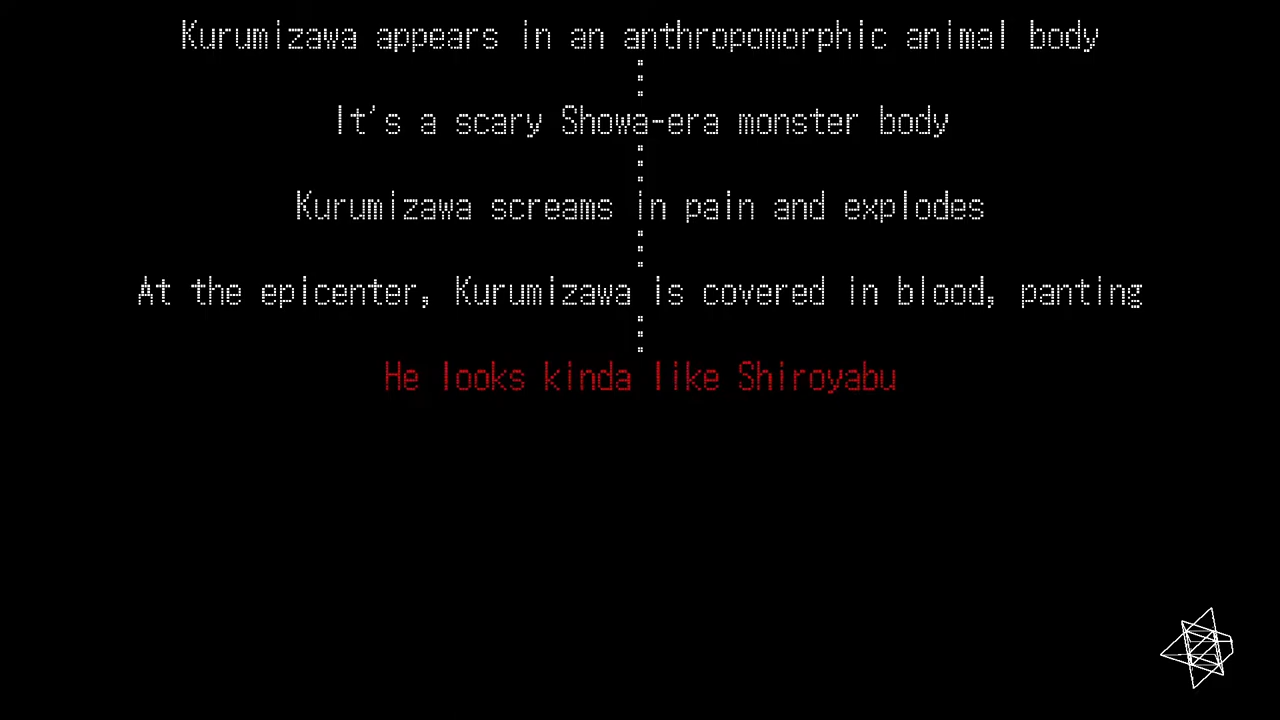 Kurumizawa appears in an anthropomorphic animal body
It's a scary Showa-era monster body
Kurumizawa screams in pain and explodes
At the epicenter, Kurumizawa is covered in blood, panting
He looks kinda like Shiroyabu